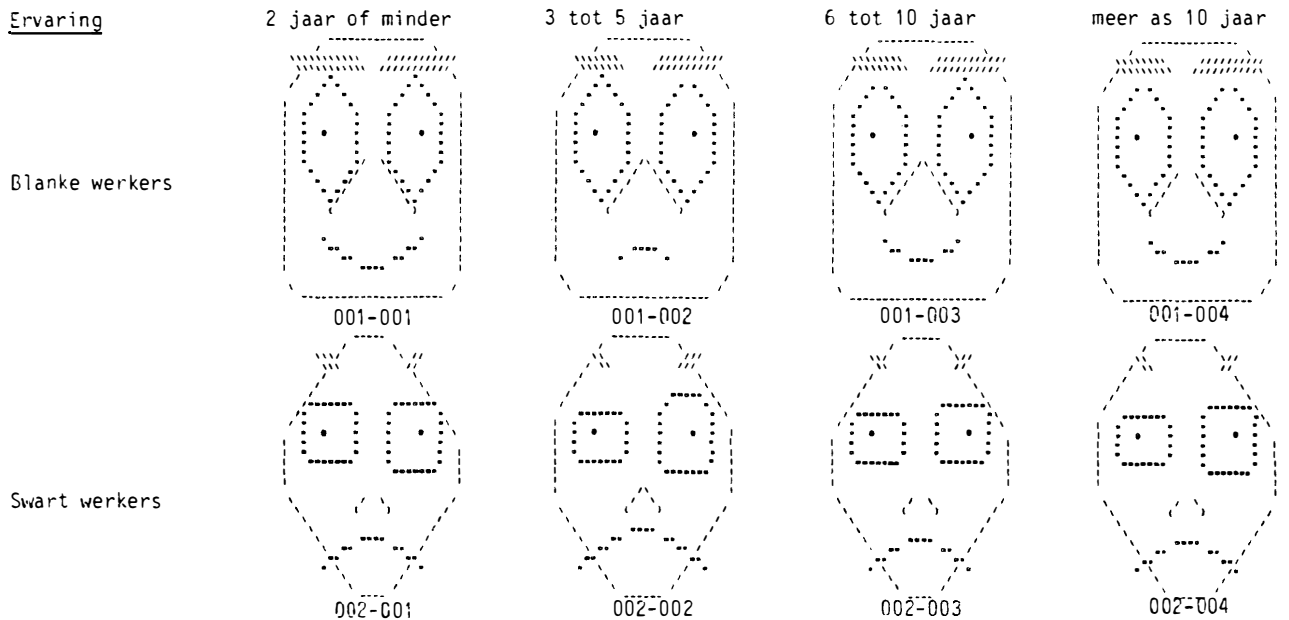 Ervaring 2 jaar of minder 3 tot 5 jaar 6 tot 10 jaar meer as 10 jaar
Blanke werkers
001-001 001-002 001-003 001-004
Swart werkers
002-001 002-002 002-003 002-004